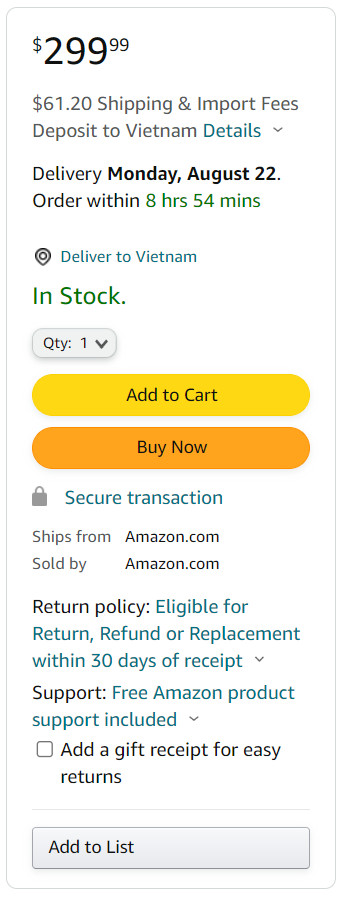 $299.99
$61.20 Shipping & Import Fees
Deposit to Vietnam Details
Delivery Monday, August 22.
Order within 8 hrs 54 mins
Deliver to Vietnam
In Stock.
Qty: 1
Add to Cart
Buy Now
Secure transaction
Ships from Amazon.com
Sold by Amazon.com
Return policy: Eligible for
Return, Refund or Replacement
within 30 days of receipt
Support: Free Amazon product
support included
Add a gift receipt for easy
returns
Add to List